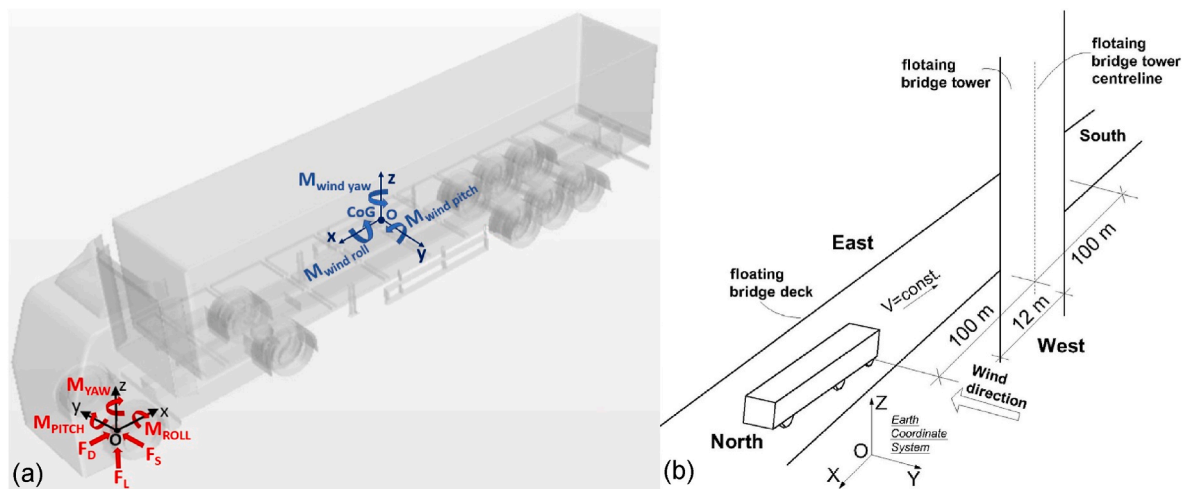 M wind yaw
z
CoG
O
M wind pitch
x
M wind roll
y
M YAW
z
y
x
M PITCH
O
M ROLL
F D
F S
F L
(a)
flotaing
bridge tower
flotaing
bridge tower
centreline
South
East
floating
bridge deck
V=const.
100 m
100 m
12 m
West
Wind
direction
North
Z
Earth
Coordinate
System
O
X
Y
(b)